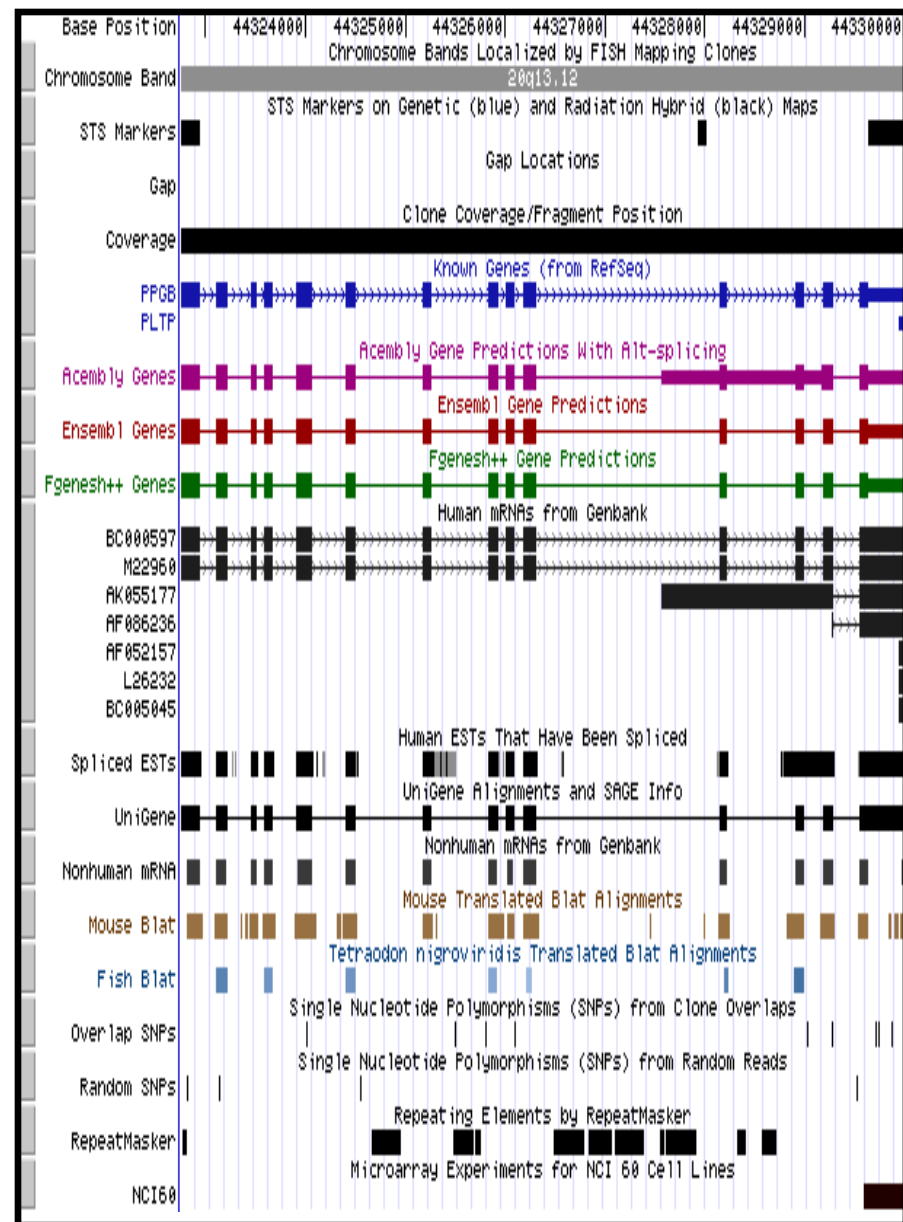 Base Position 44324000 44325000 44326000 44327000 44328000 44329000 44330000
Chromosome Bands Localized by FISH Mapping Clones
Chromosome Band 20q13.12
STS Markers on Genetic (blue) and Radiation Hybrid (black) Maps
STS Markers
Gap Locations
Gap
Clone Coverage/Fragment Position
Coverage
Known Genes (from RefSeq)
PPGB
PLTP
Acembly Gene Predictions With Alt-splicing
Acembly Genes
Ensembl Gene Predictions
Ensembl Genes
Fgenesh++ Gene Predictions
Fgenesh++ Genes
Human mRNAs from Genbank
BC000597
M22960
AK055177
AF086236
AF052157
L26232
BC005045
Human ESTs That Have Been Spliced
Spliced ESTs
UniGene Alignments and SAGE Info
UniGene
Nonhuman mRNAs from Genbank
Nonhuman mRNA
Mouse Translated Blat Alignments
Mouse Blat
Tetraodon nigroviridis Translated Blat Alignments
Fish Blat
Single Nucleotide Polymorphisms (SNPs) from Clone Overlaps
Overlap SNPs
Single Nucleotide Polymorphisms (SNPs) from Random Reads
Random SNPs
Repeating Elements by RepeatMasker
RepeatMasker
Microarray Experiments for NCI 60 Cell Lines
NCI60